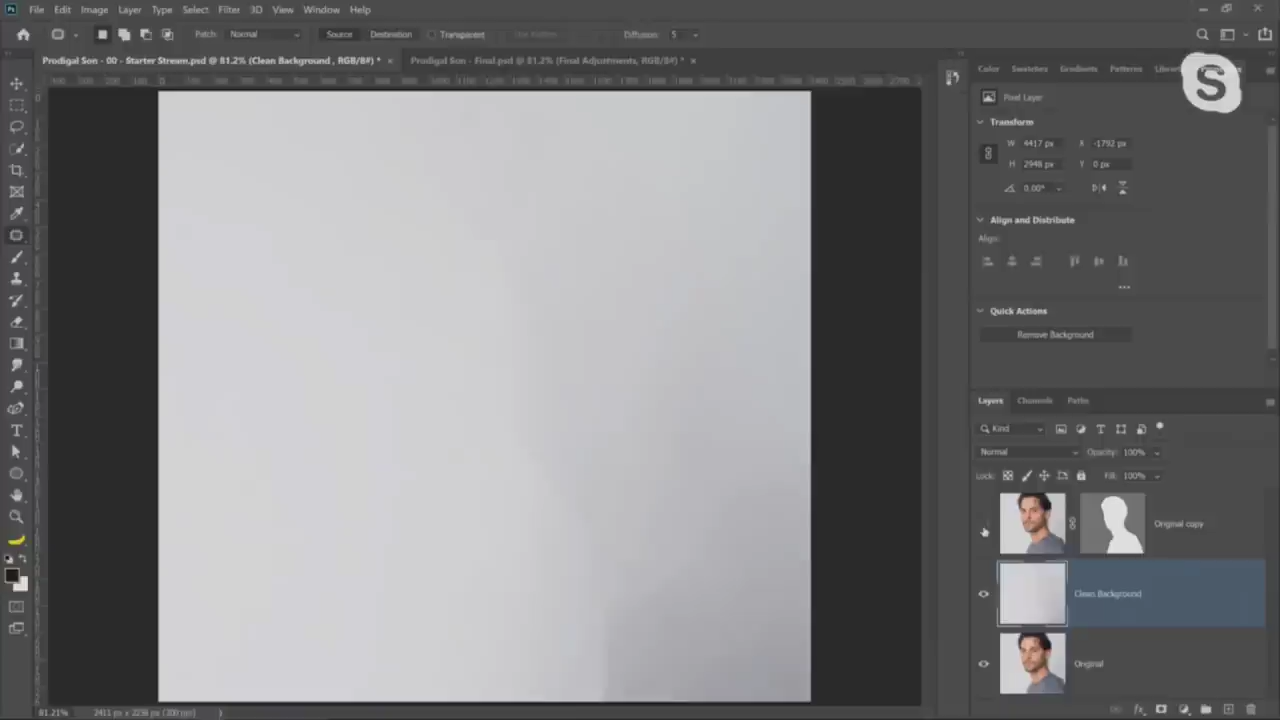 Ps File Edit Image Layer Type Select Filter 3D View Window Help
Patch: Normal Source Destination Transparent Diffusion: 5
Prodigal Son - 00 - Starter Stream.psd @ 81.2% (Clean Background , RGB/8#) * ×
Prodigal Son - Final.psd @ 81.2% (Final Adjustments, RGB/8#) * ×
Color Swatches Gradients Patterns
S
Pixel Layer
Transform
W 4417 px X -1792 px
H 2948 px Y 0 px
0.00°
Align and Distribute
Align:
Quick Actions
Remove Background
Layers Channels Paths
Kind
Normal Opacity: 100%
Lock: Fill: 100%
Original copy
Clean Background
Original
81.21% 2411 px x 2236 px (300 ppi)